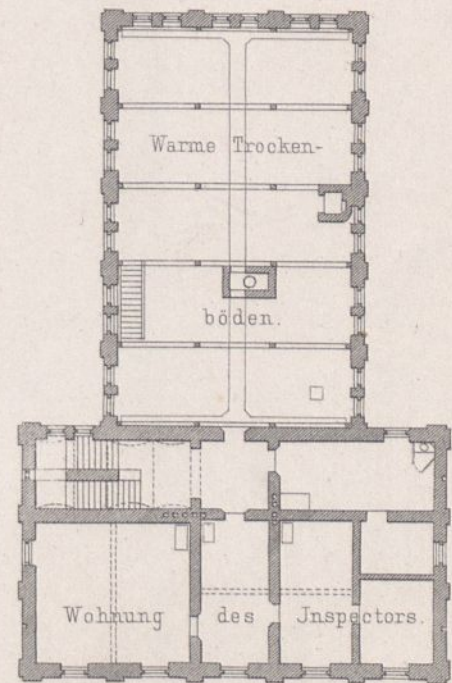 Warme Trocken-
böden.
Wohnung des Jnspectors.